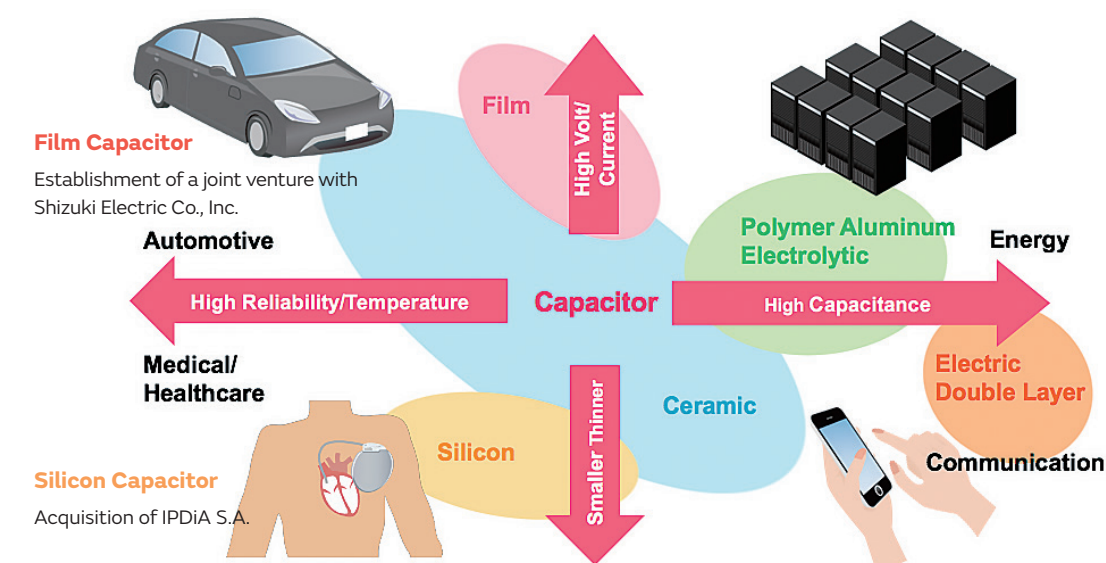 Film
High Volt/
Current
Film Capacitor
Establishment of a joint venture with
Shizuki Electric Co., Inc.
Automotive
Polymer Aluminum
Electrolytic
Energy
High Reliability/Temperature
Capacitor
High Capacitance
Medical/
Healthcare
Electric
Double Layer
Smaller Thinner
Ceramic
Silicon
Communication
Silicon Capacitor
Acquisition of IPDiA S.A.